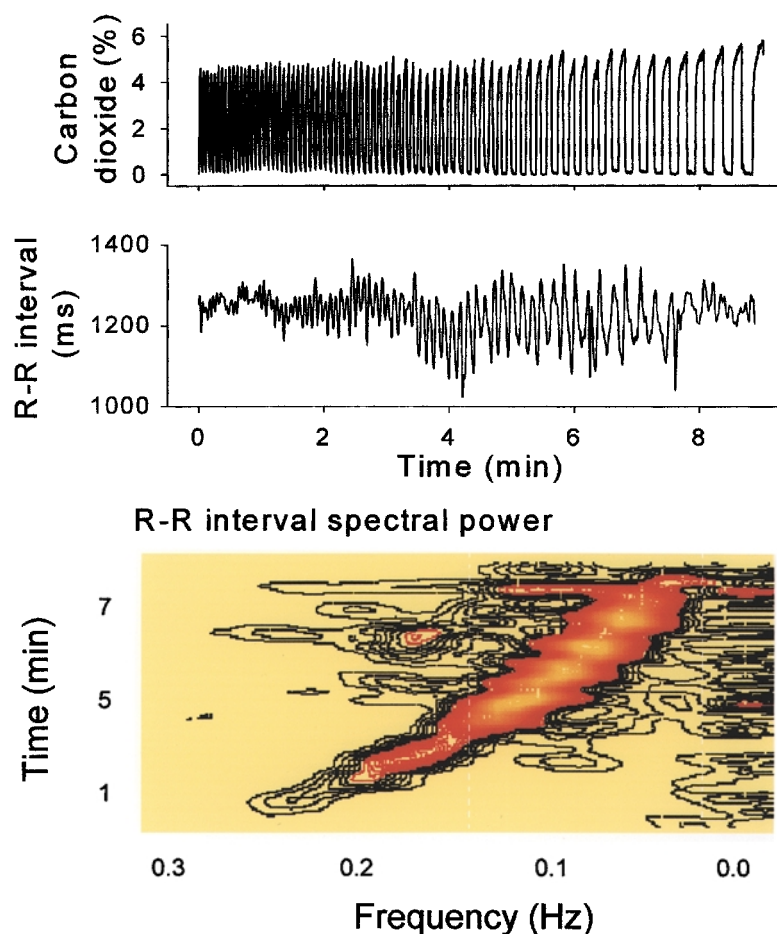 Carbon
dioxide (%)
6
4
2
0
R-R interval
(ms)
1400
1200
1000
0 2 4 6 8
Time (min)
R-R interval spectral power
Time (min)
7
5
1
0.3 0.2 0.1 0.0
Frequency (Hz)